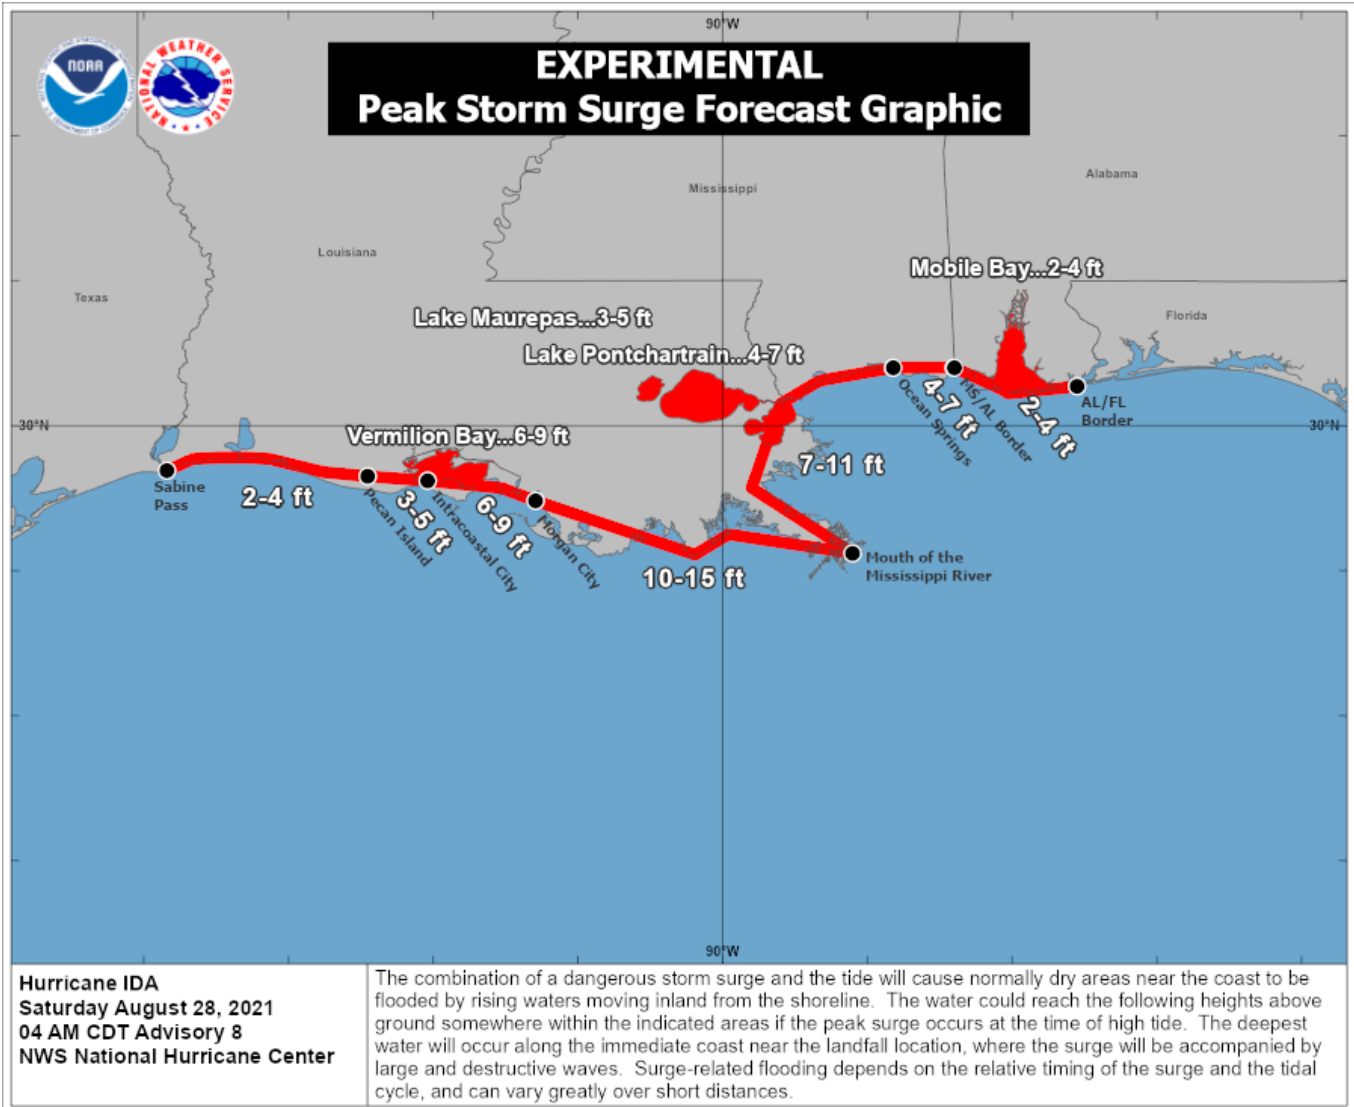 90°W
NOAA
NATIONAL WEATHER SERVICE
EXPERIMENTAL
Peak Storm Surge Forecast Graphic
Mississippi
Alabama
Louisiana
Texas
Florida
Mobile Bay...2-4 ft
Lake Maurepas...3-5 ft
Lake Pontchartrain...4-7 ft
30°N
30°N
Vermilion Bay...6-9 ft
Sabine
Pass
2-4 ft
Pecan Island
3-5 ft
Intracoastal City
6-9 ft
Morgan City
10-15 ft
Mouth of the
Mississippi River
7-11 ft
Ocean Springs
4-7 ft
MS/AL Border
2-4 ft
AL/FL
Border
90°W
Hurricane IDA
Saturday August 28, 2021
04 AM CDT Advisory 8
NWS National Hurricane Center
The combination of a dangerous storm surge and the tide will cause normally dry areas near the coast to be
flooded by rising waters moving inland from the shoreline.  The water could reach the following heights above
ground somewhere within the indicated areas if the peak surge occurs at the time of high tide.  The deepest
water will occur along the immediate coast near the landfall location, where the surge will be accompanied by
large and destructive waves.  Surge-related flooding depends on the relative timing of the surge and the tidal
cycle, and can vary greatly over short distances.